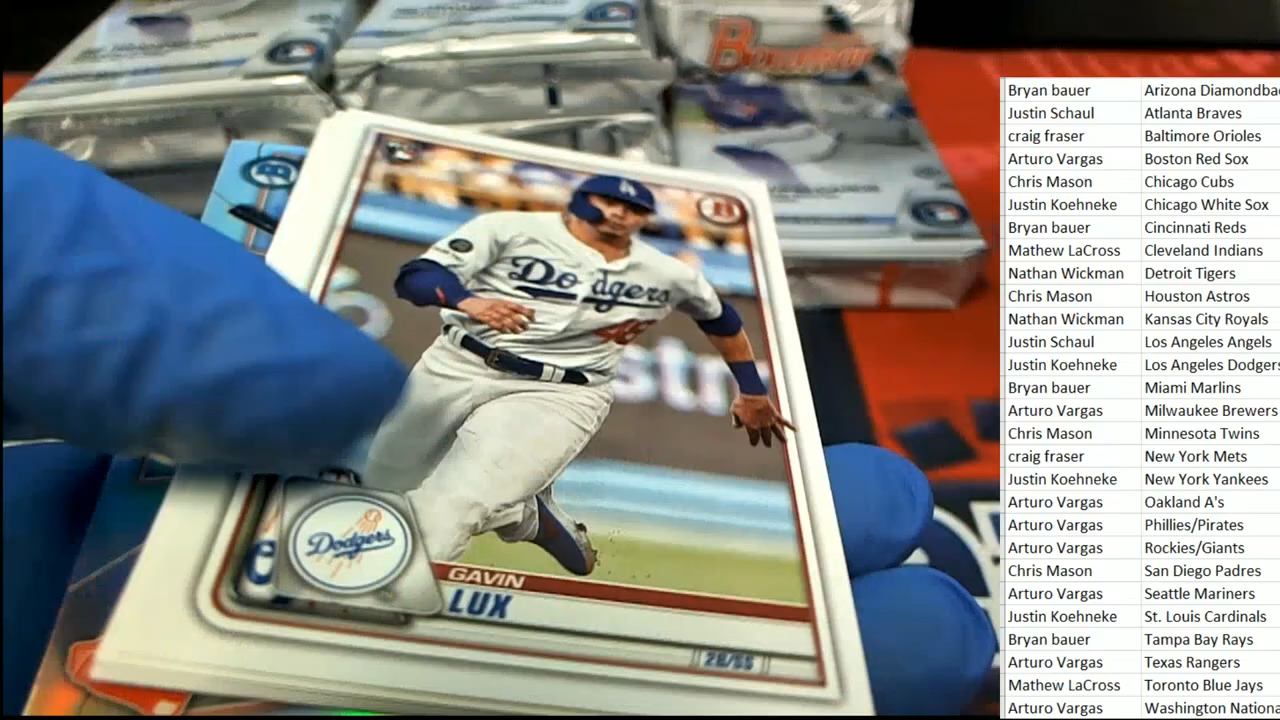 Bowman
B
RC
B
Dodgers
Dodgers
GAVIN
LUX
Bryan bauer Arizona Diamondba
Justin Schaul Atlanta Braves
craig fraser Baltimore Orioles
Arturo Vargas Boston Red Sox
Chris Mason Chicago Cubs
Justin Koehneke Chicago White Sox
Bryan bauer Cincinnati Reds
Mathew LaCross Cleveland Indians
Nathan Wickman Detroit Tigers
Chris Mason Houston Astros
Nathan Wickman Kansas City Royals
Justin Schaul Los Angeles Angels
Justin Koehneke Los Angeles Dodgers
Bryan bauer Miami Marlins
Arturo Vargas Milwaukee Brewers
Chris Mason Minnesota Twins
craig fraser New York Mets
Justin Koehneke New York Yankees
Arturo Vargas Oakland A's
Arturo Vargas Phillies/Pirates
Arturo Vargas Rockies/Giants
Chris Mason San Diego Padres
Arturo Vargas Seattle Mariners
Justin Koehneke St. Louis Cardinals
Bryan bauer Tampa Bay Rays
Arturo Vargas Texas Rangers
Mathew LaCross Toronto Blue Jays
Arturo Vargas Washington Nationa